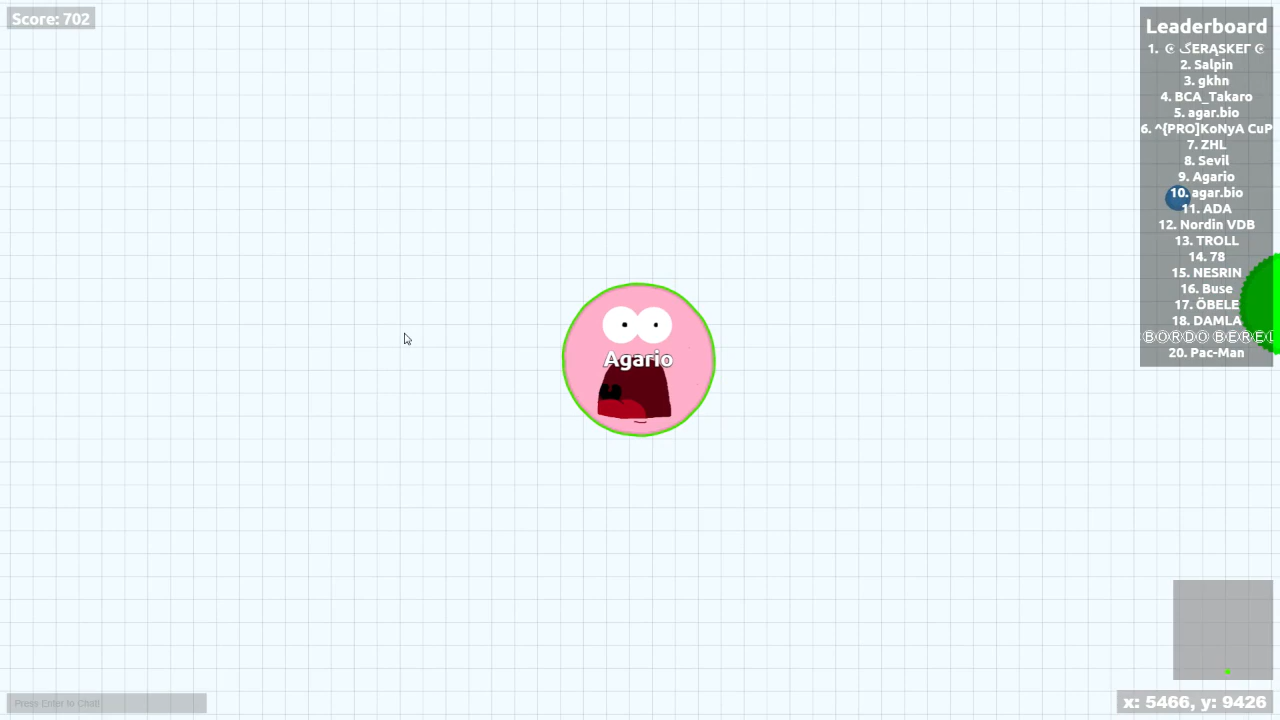 Score: 702
Leaderboard
2. Salpin
3. gkhn
4. BCA_Takaro
5. agar.bio
6. ^{PRO]KoNyA CuP
7. ZHL
8. Sevil
9. Agario
10. agar.bio
11. ADA
12. Nordin VDB
13. TROLL
14. 78
15. NESRIN
16. Buse
17. ÖBELE
18. DAMLA
ⒷⓄⓇⒹⓄ ⒷⒺⓇⒺⓁ
20. Pac-Man
Agario
Press Enter to Chat!
x: 5466, y: 9426